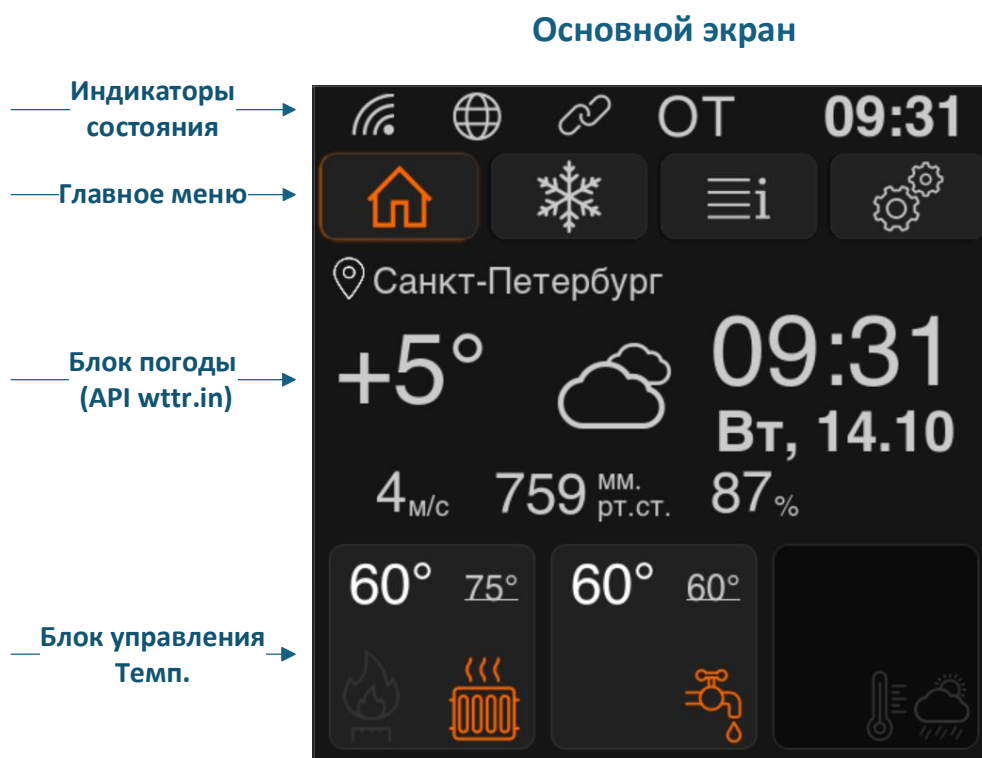 Основной экран
Индикаторы
состояния
OT 09:31
Главное меню
i
Санкт-Петербург
+5° 09:31
Вт, 14.10
Блок погоды
(API wttr.in)
4 м/с 759 мм. рт.ст. 87 %
60° 75° 60° 60°
Блок управления
Темп.